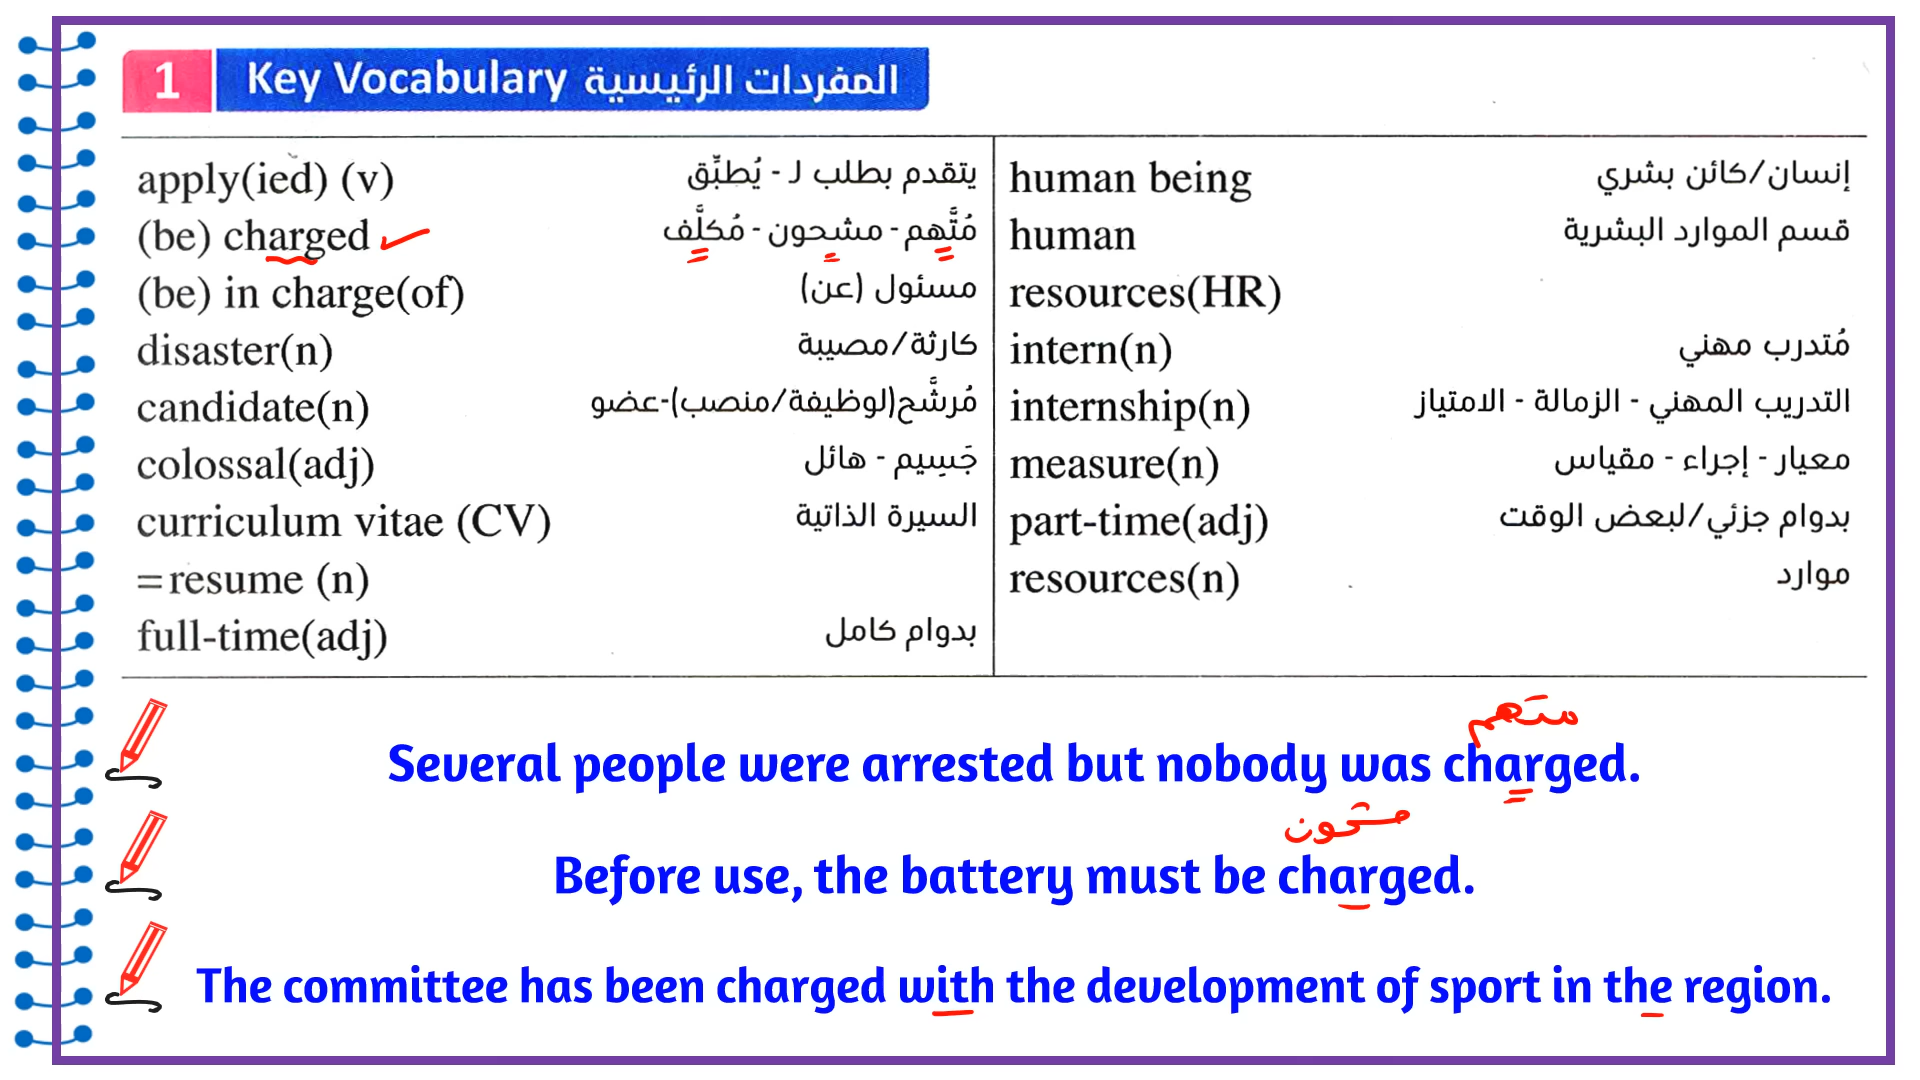 1 Key Vocabulary المفردات الرئيسية
apply(ied) (v) يتقدم بطلب لـ - يُطبِّق
(be) charged مُتَّهم - مشحون - مُكلَّف
(be) in charge(of) مسئول (عن)
disaster(n) كارثة/مصيبة
candidate(n) مُرشَّح(لوظيفة/منصب)-عضو
colossal(adj) جَسِيم - هائل
curriculum vitae (CV) السيرة الذاتية
=resume (n)
full-time(adj) بدوام كامل
human being إنسان/كائن بشري
human قسم الموارد البشرية
resources(HR)
intern(n) مُتدرب مهني
internship(n) التدريب المهني - الزمالة - الامتياز
measure(n) معيار - إجراء - مقياس
part-time(adj) بدوام جزئي/لبعض الوقت
resources(n) موارد
متهم
Several people were arrested but nobody was charged.
مشحون
Before use, the battery must be charged.
The committee has been charged with the development of sport in the region.